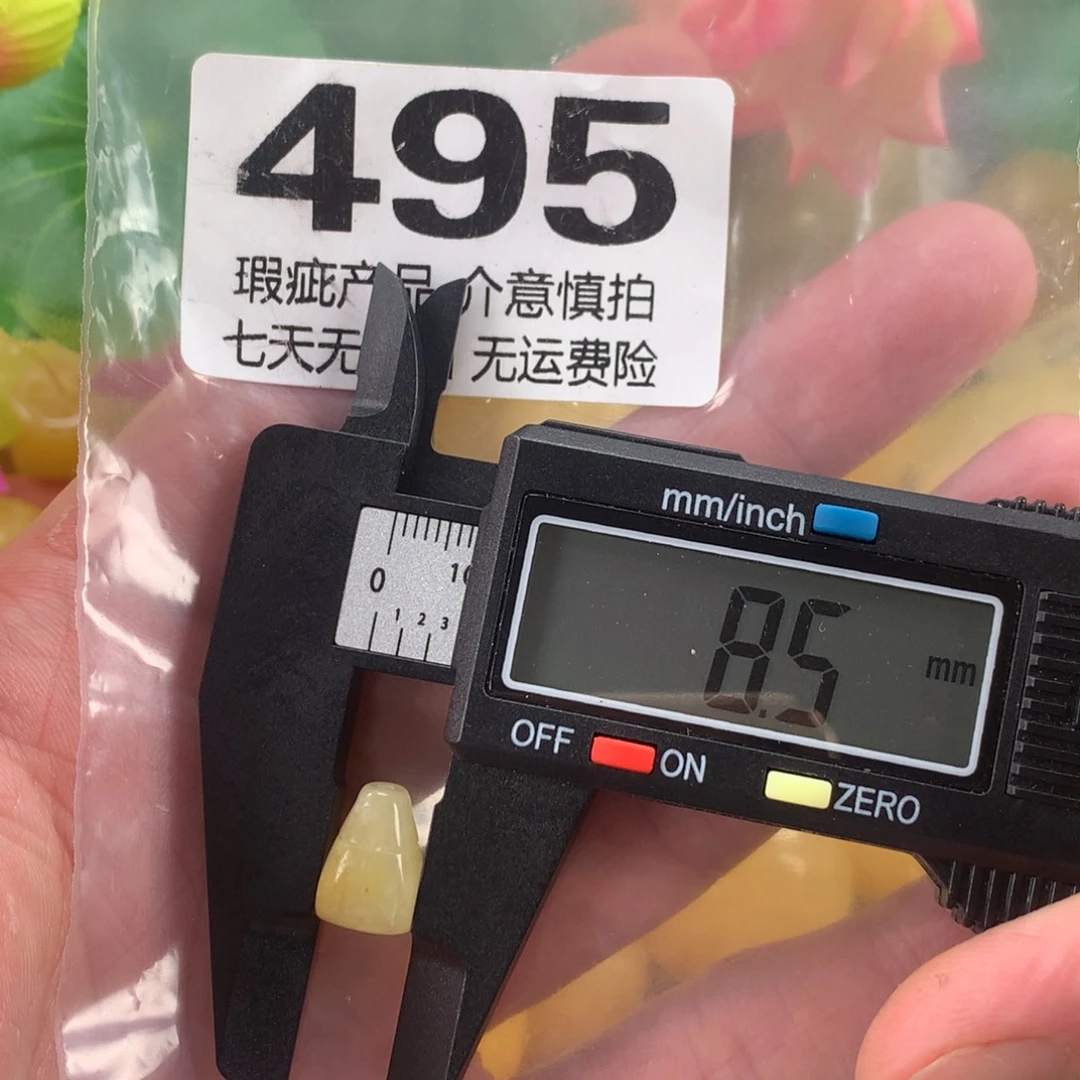 495
瑕疵产品 介意慎拍
七天无 无运费险
mm/inch
0 10
1 2 3
8.5 mm
OFF ON ZERO